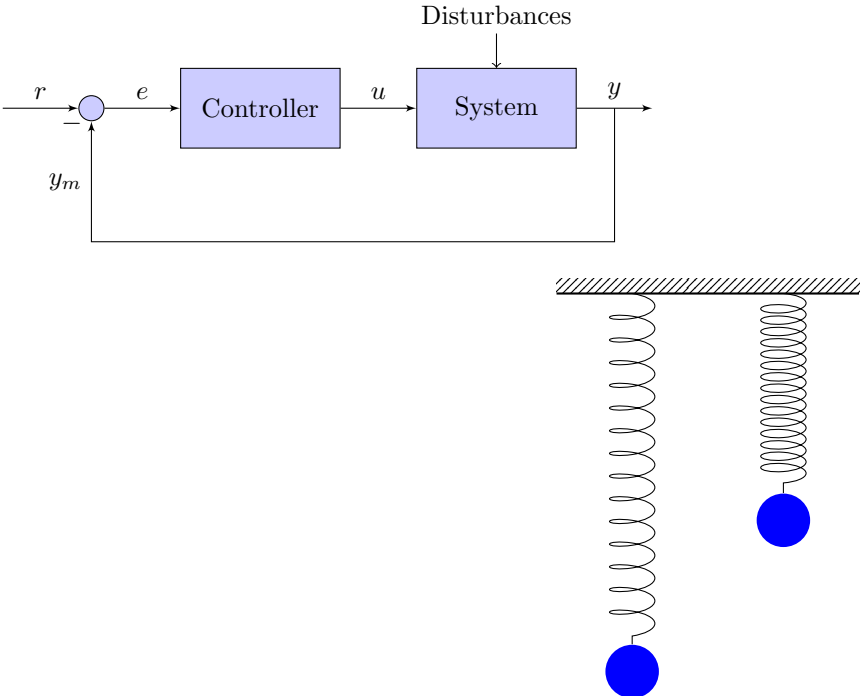 Disturbances
r
e
Controller
u
System
y
−
y_m